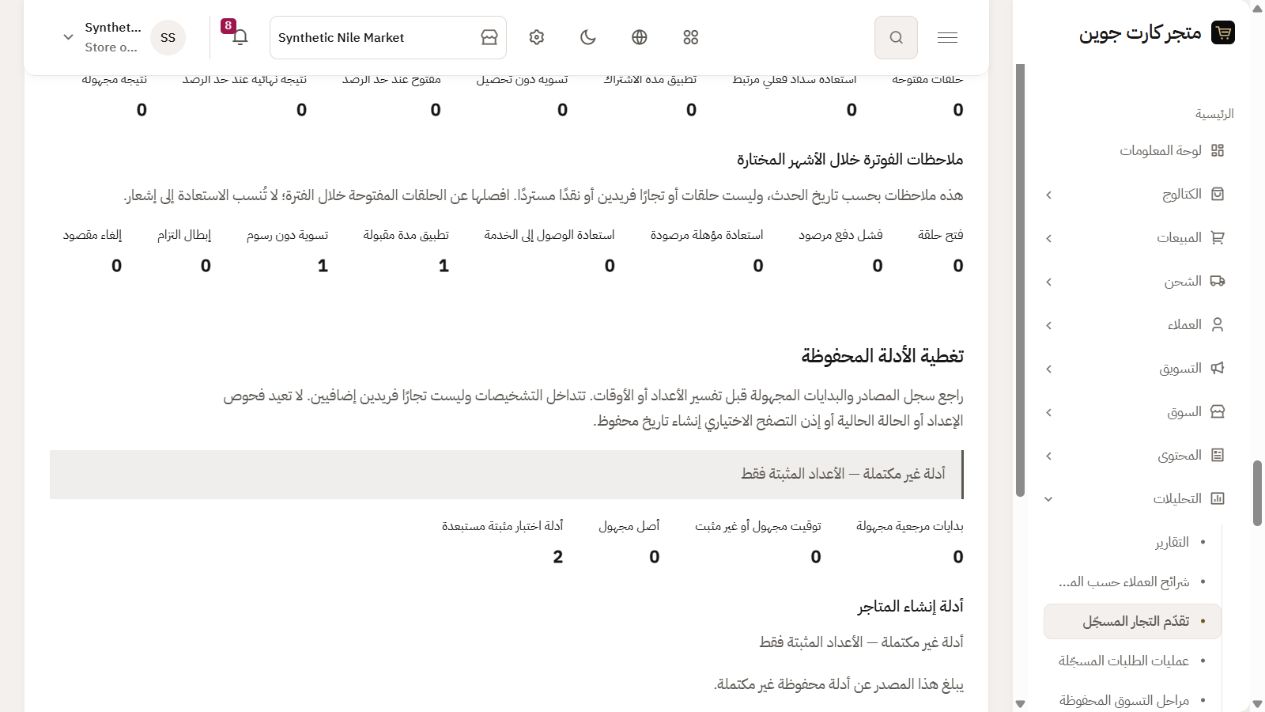 متجر كارت جوين
Synthetic Nile Market
8
SS
Synthet...
Store o...
الرئيسية
لوحة المعلومات
الكتالوج
المبيعات
الشحن
العملاء
التسويق
السوق
المحتوى
التحليلات
التقارير
شرائح العملاء حسب المـ...
تقدّم التجار المسجّل
عمليات الطلبات المسجّلة
مراحل التسوق المحفوظة
حلقات مفتوحة استعادة سداد فعلي مرتبط تطبيق مدة الاشتراك تسوية دون تحصيل مفتوح عند حد الرصد نتيجة نهائية عند حد الرصد نتيجة مجهولة
0 0 0 0 0 0 0
ملاحظات الفوترة خلال الأشهر المختارة
هذه ملاحظات بحسب تاريخ الحدث، وليست حلقات أو تجارًا فريدين أو نقدًا مستردًا. افصلها عن الحلقات المفتوحة خلال الفترة؛ لا تُنسب الاستعادة إلى إشعار.
فتح حلقة فشل دفع مرصود استعادة مؤهلة مرصودة استعادة الوصول إلى الخدمة تطبيق مدة مقبولة تسوية دون رسوم إبطال التزام إلغاء مقصود
0 0 0 0 1 1 0 0
تغطية الأدلة المحفوظة
راجع سجل المصادر والبدايات المجهولة قبل تفسير الأعداد أو الأوقات. تتداخل التشخيصات وليست تجارًا فريدين إضافيين. لا تعيد فحوص
الإعداد أو الحالة الحالية أو إذن التصفح الاختياري إنشاء تاريخ محفوظ.
أدلة غير مكتملة — الأعداد المثبتة فقط
بدايات مرجعية مجهولة توقيت مجهول أو غير مثبت أصل مجهول أدلة اختبار مثبتة مستبعدة
0 0 0 2
أدلة إنشاء المتاجر
أدلة غير مكتملة — الأعداد المثبتة فقط
يبلغ هذا المصدر عن أدلة محفوظة غير مكتملة.